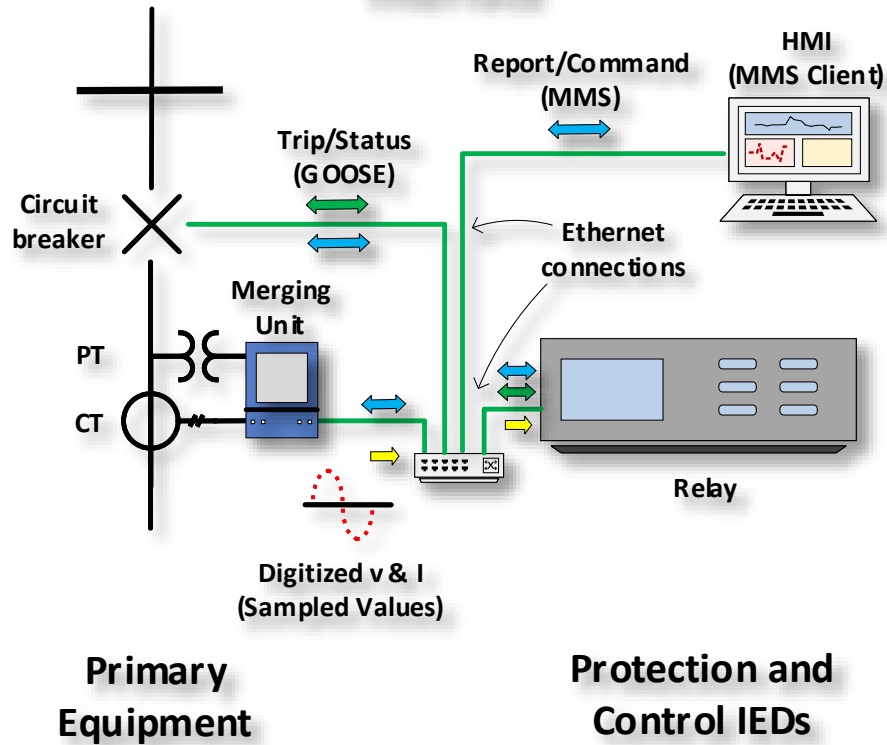 HMI
(MMS Client)
Report/Command
(MMS)
Trip/Status
(GOOSE)
Circuit
breaker
Ethernet
connections
Merging
Unit
PT
CT
Relay
Digitized v & I
(Sampled Values)
Primary
Equipment
Protection and
Control IEDs